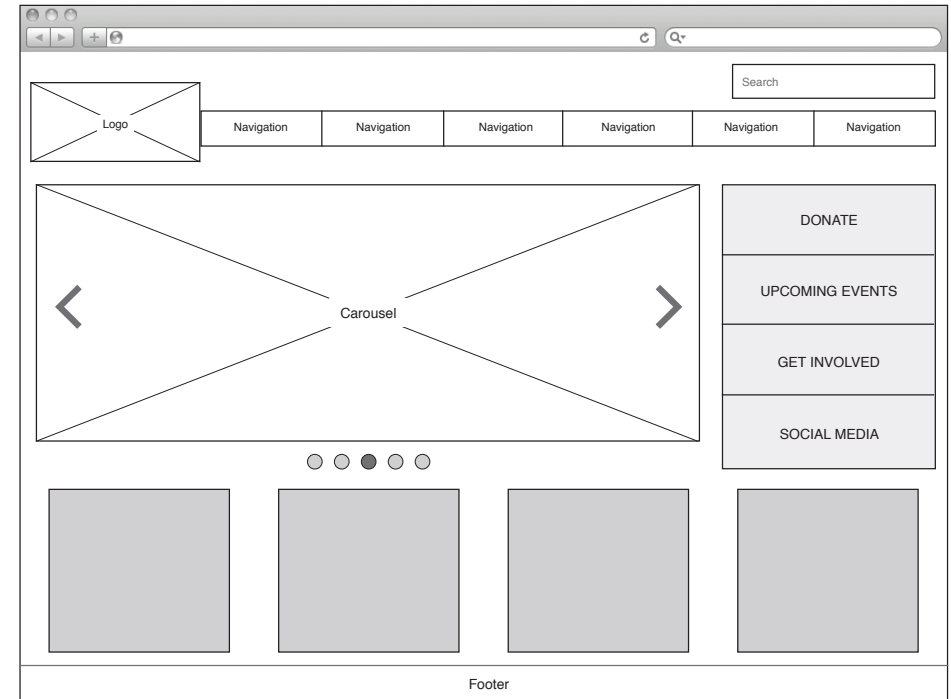 Search
Logo
Navigation Navigation Navigation Navigation Navigation Navigation
DONATE
UPCOMING EVENTS
Carousel
GET INVOLVED
SOCIAL MEDIA
Footer